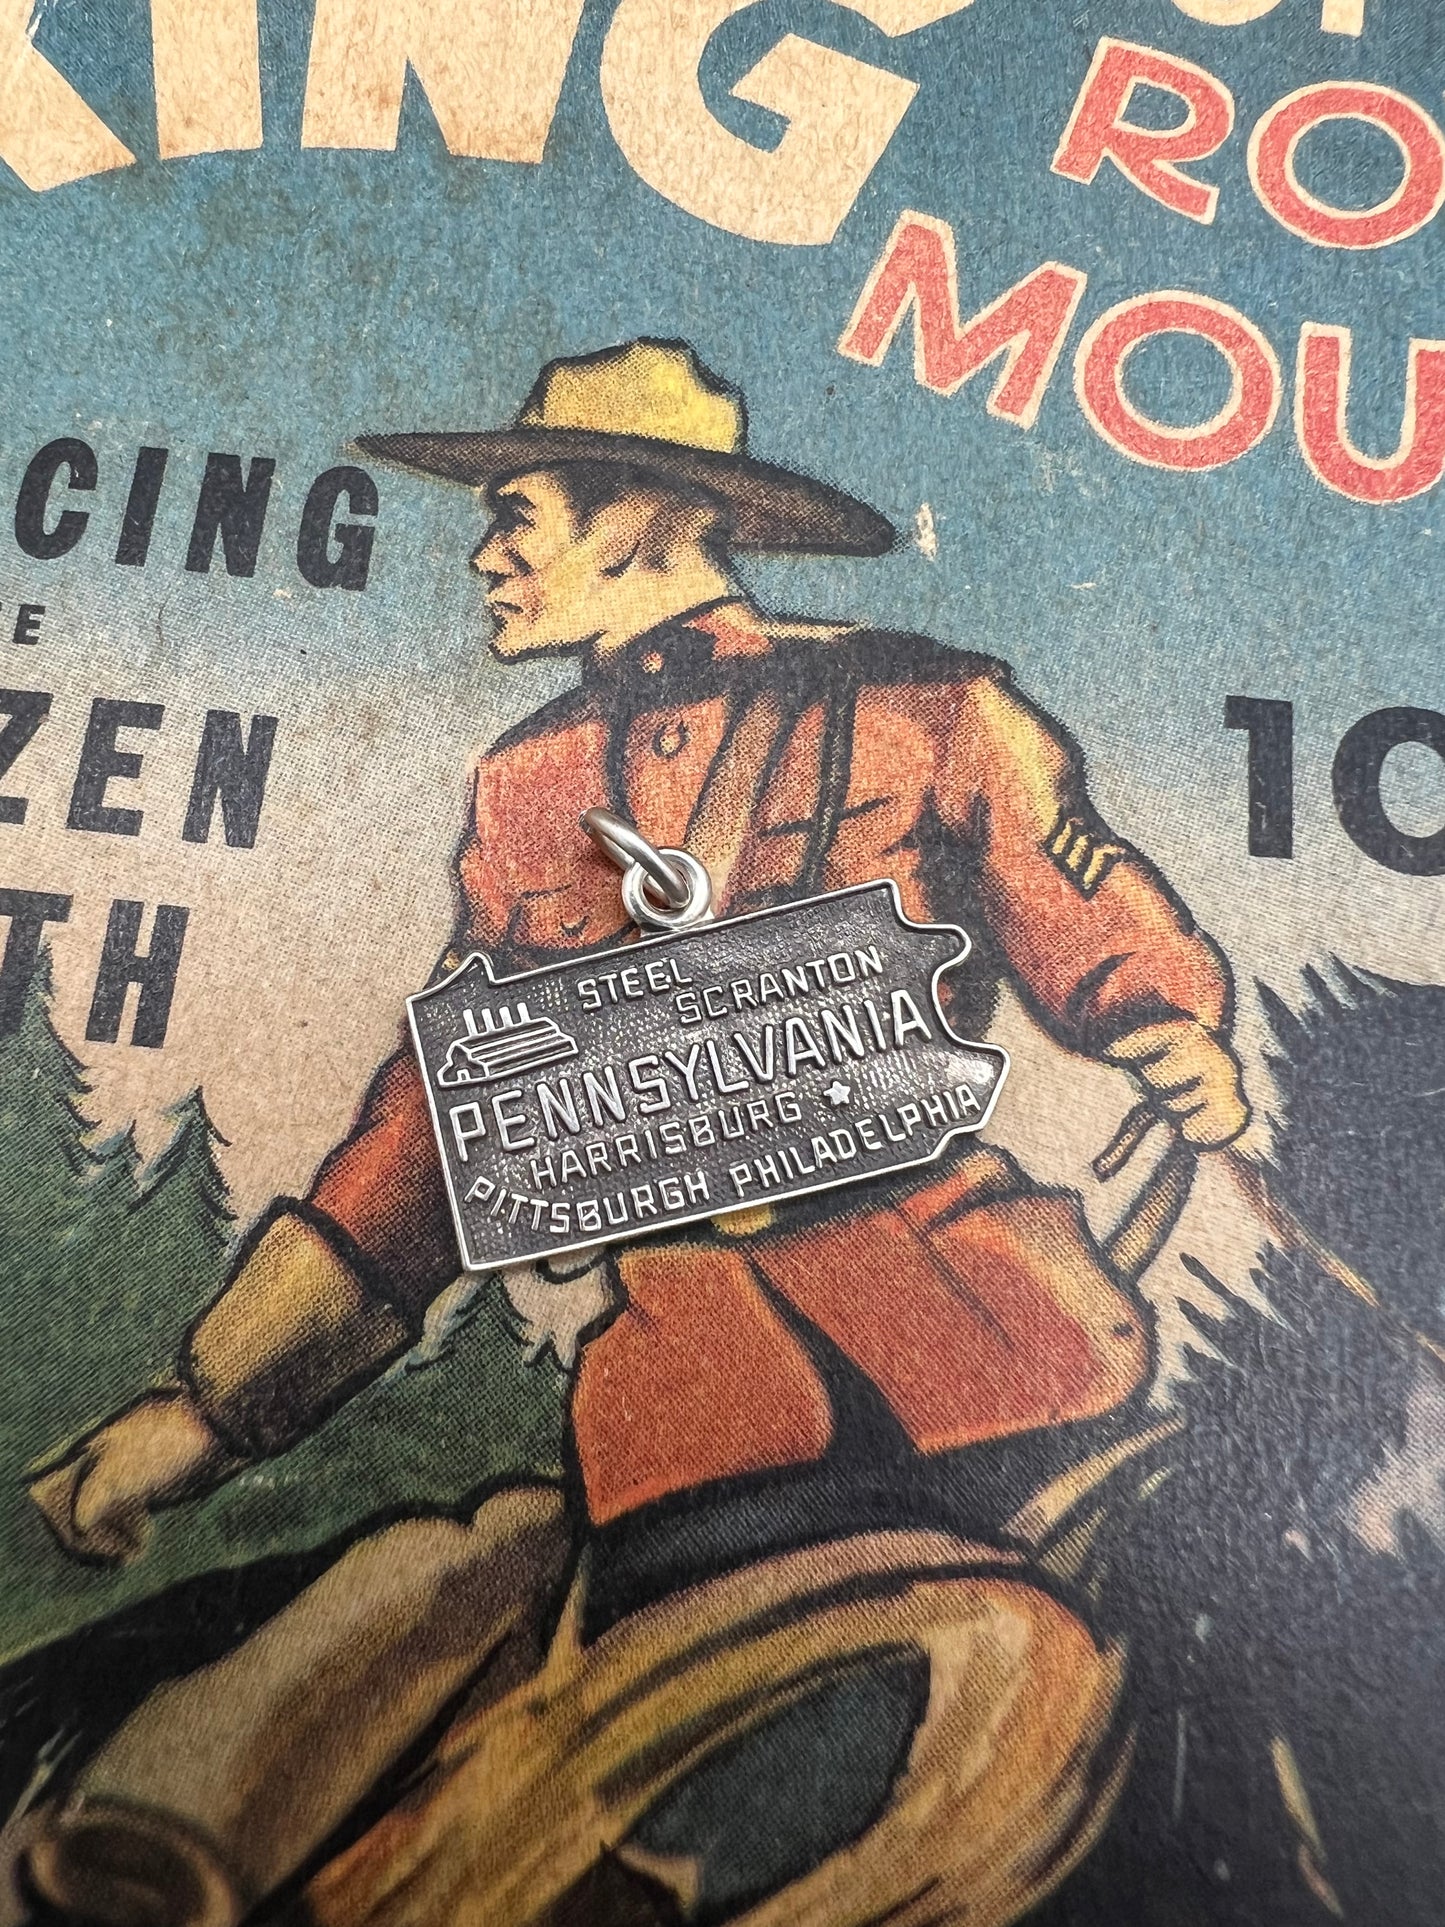 KING
RO
MOU
CING
E
ZEN
TH
10
STEEL
SCRANTON
PENNSYLVANIA
HARRISBURG
PITTSBURGH PHILADELPHIA